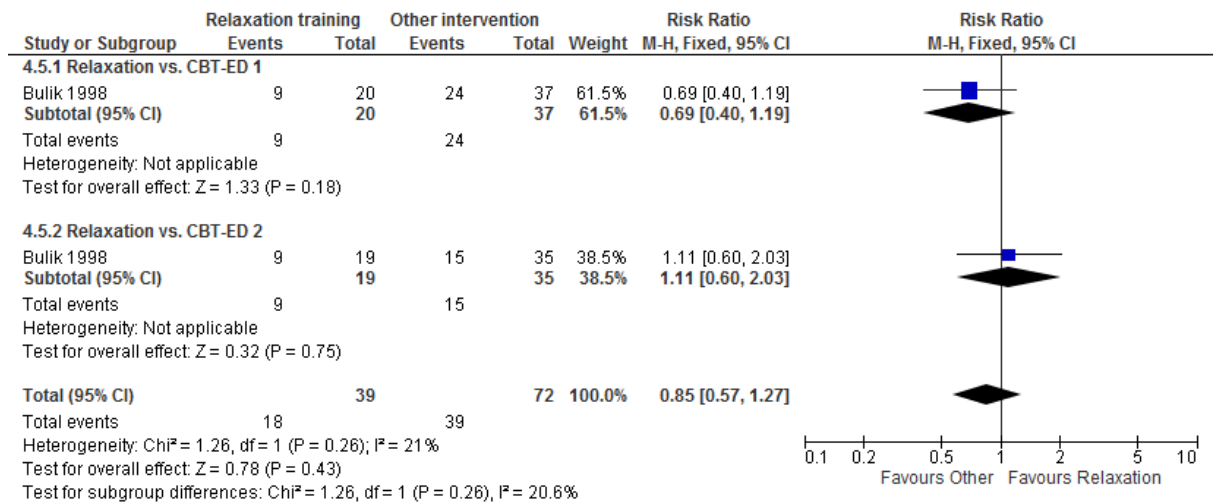 Relaxation training Other intervention Risk Ratio Risk Ratio
Study or Subgroup Events Total Events Total Weight M-H, Fixed, 95% CI M-H, Fixed, 95% CI
4.5.1 Relaxation vs. CBT-ED 1
Bulik 1998 9 20 24 37 61.5% 0.69 [0.40, 1.19]
Subtotal (95% CI) 20 37 61.5% 0.69 [0.40, 1.19]
Total events 9 24
Heterogeneity: Not applicable
Test for overall effect: Z = 1.33 (P = 0.18)
4.5.2 Relaxation vs. CBT-ED 2
Bulik 1998 9 19 15 35 38.5% 1.11 [0.60, 2.03]
Subtotal (95% CI) 19 35 38.5% 1.11 [0.60, 2.03]
Total events 9 15
Heterogeneity: Not applicable
Test for overall effect: Z = 0.32 (P = 0.75)
Total (95% CI) 39 72 100.0% 0.85 [0.57, 1.27]
Total events 18 39
Heterogeneity: Chi² = 1.26, df = 1 (P = 0.26); I² = 21%
Test for overall effect: Z = 0.78 (P = 0.43)
Test for subgroup differences: Chi² = 1.26, df = 1 (P = 0.26), I² = 20.6%
0.1 0.2 0.5 1 2 5 10
Favours Other Favours Relaxation